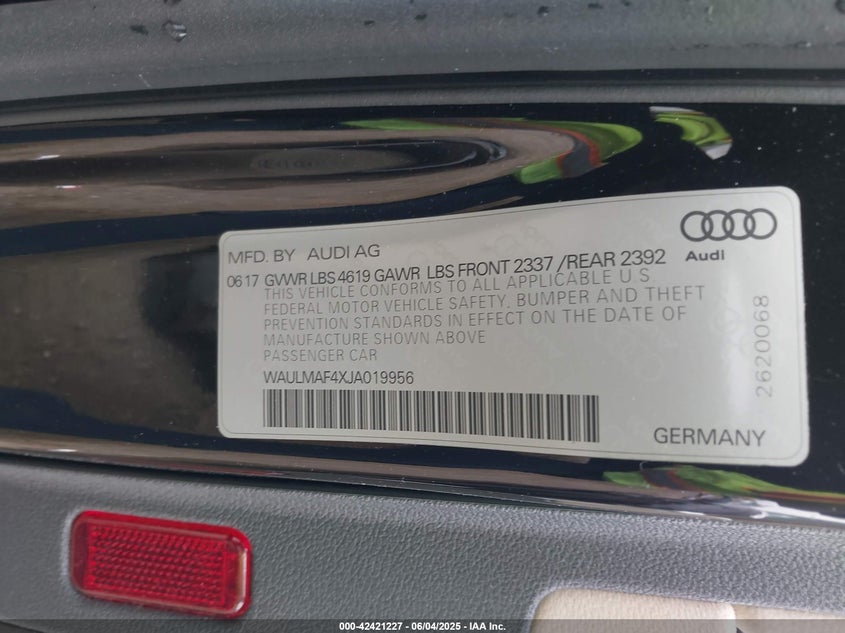 MFD. BY AUDI AG
Audi
0617 GVWR LBS 4619 GAWR LBS FRONT 2337 /REAR 2392
THIS VEHICLE CONFORMS TO ALL APPLICABLE U.S
FEDERAL MOTOR VEHICLE SAFETY, BUMPER AND THEFT
PREVENTION STANDARDS IN EFFECT ON THE DATE OF
MANUFACTURE SHOWN ABOVE
PASSENGER CAR
WAULMAF4XJA019956
GERMANY
2620068
000-42421227 - 06/04/2025 - IAA Inc.